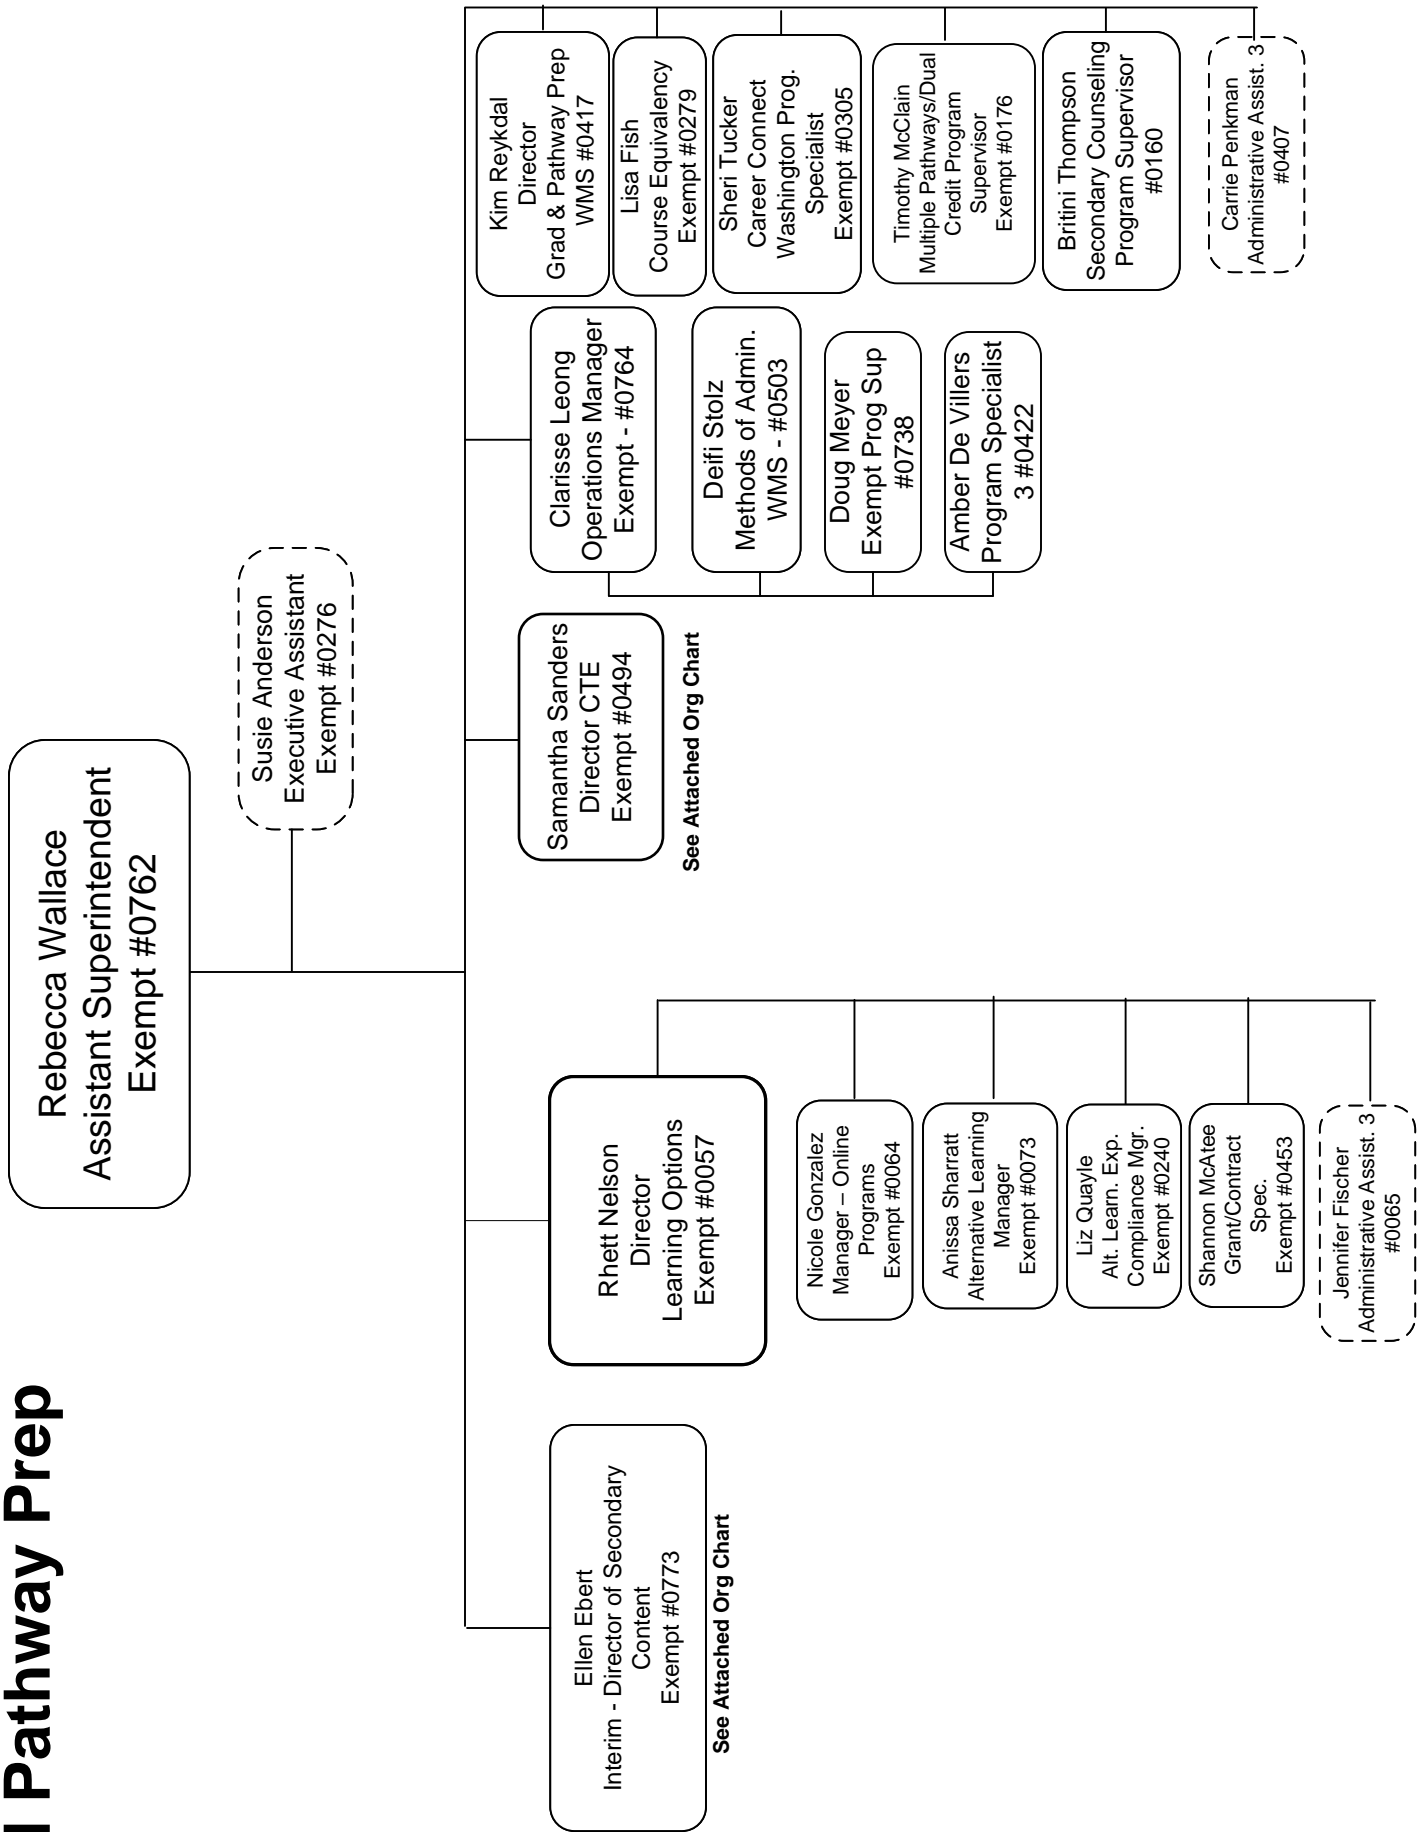 Pathway Prep
Rebecca Wallace
Assistant Superintendent
Exempt #0762
Susie Anderson
Executive Assistant
Exempt #0276
Ellen Ebert
Interim - Director of Secondary
Content
Exempt #0773
See Attached Org Chart
Rhett Nelson
Director
Learning Options
Exempt #0057
Nicole Gonzalez
Manager – Online
Programs
Exempt #0064
Anissa Sharratt
Alternative Learning
Manager
Exempt #0073
Liz Quayle
Alt. Learn. Exp.
Compliance Mgr.
Exempt #0240
Shannon McAtee
Grant/Contract
Spec.
Exempt #0453
Jennifer Fischer
Administrative Assist. 3
#0065
Samantha Sanders
Director CTE
Exempt #0494
See Attached Org Chart
Clarisse Leong
Operations Manager
Exempt - #0764
Deifi Stolz
Methods of Admin.
WMS - #0503
Doug Meyer
Exempt Prog Sup
#0738
Amber De Villers
Program Specialist
3 #0422
Kim Reykdal
Director
Grad & Pathway Prep
WMS #0417
Lisa Fish
Course Equivalency
Exempt #0279
Sheri Tucker
Career Connect
Washington Prog.
Specialist
Exempt #0305
Timothy McClain
Multiple Pathways/Dual
Credit Program
Supervisor
Exempt #0176
Britini Thompson
Secondary Counseling
Program Supervisor
#0160
Carrie Penkman
Administrative Assist. 3
#0407